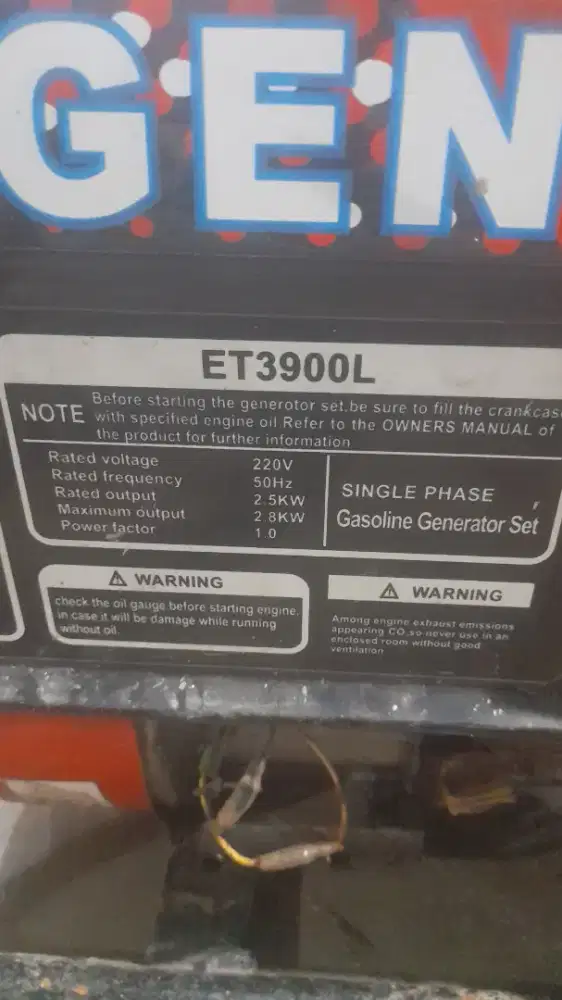 GEN
ET3900L
NOTE
Before starting the generotor set.be sure to fill the crankcas
with specified engine oil Refer to the OWNERS MANUAL of
the product for further information
Rated voltage 220V
Rated frequency 50Hz
Rated output 2.5KW
Maximum output 2.8KW
Power factor 1.0
SINGLE PHASE
Gasoline Generator Set
WARNING
check the oil gauge before starting engine,
in case it will be damage while running
without oil.
WARNING
Among engine exhaust emissions
appearing CO,so never use in an
enclosed room without good
ventilation